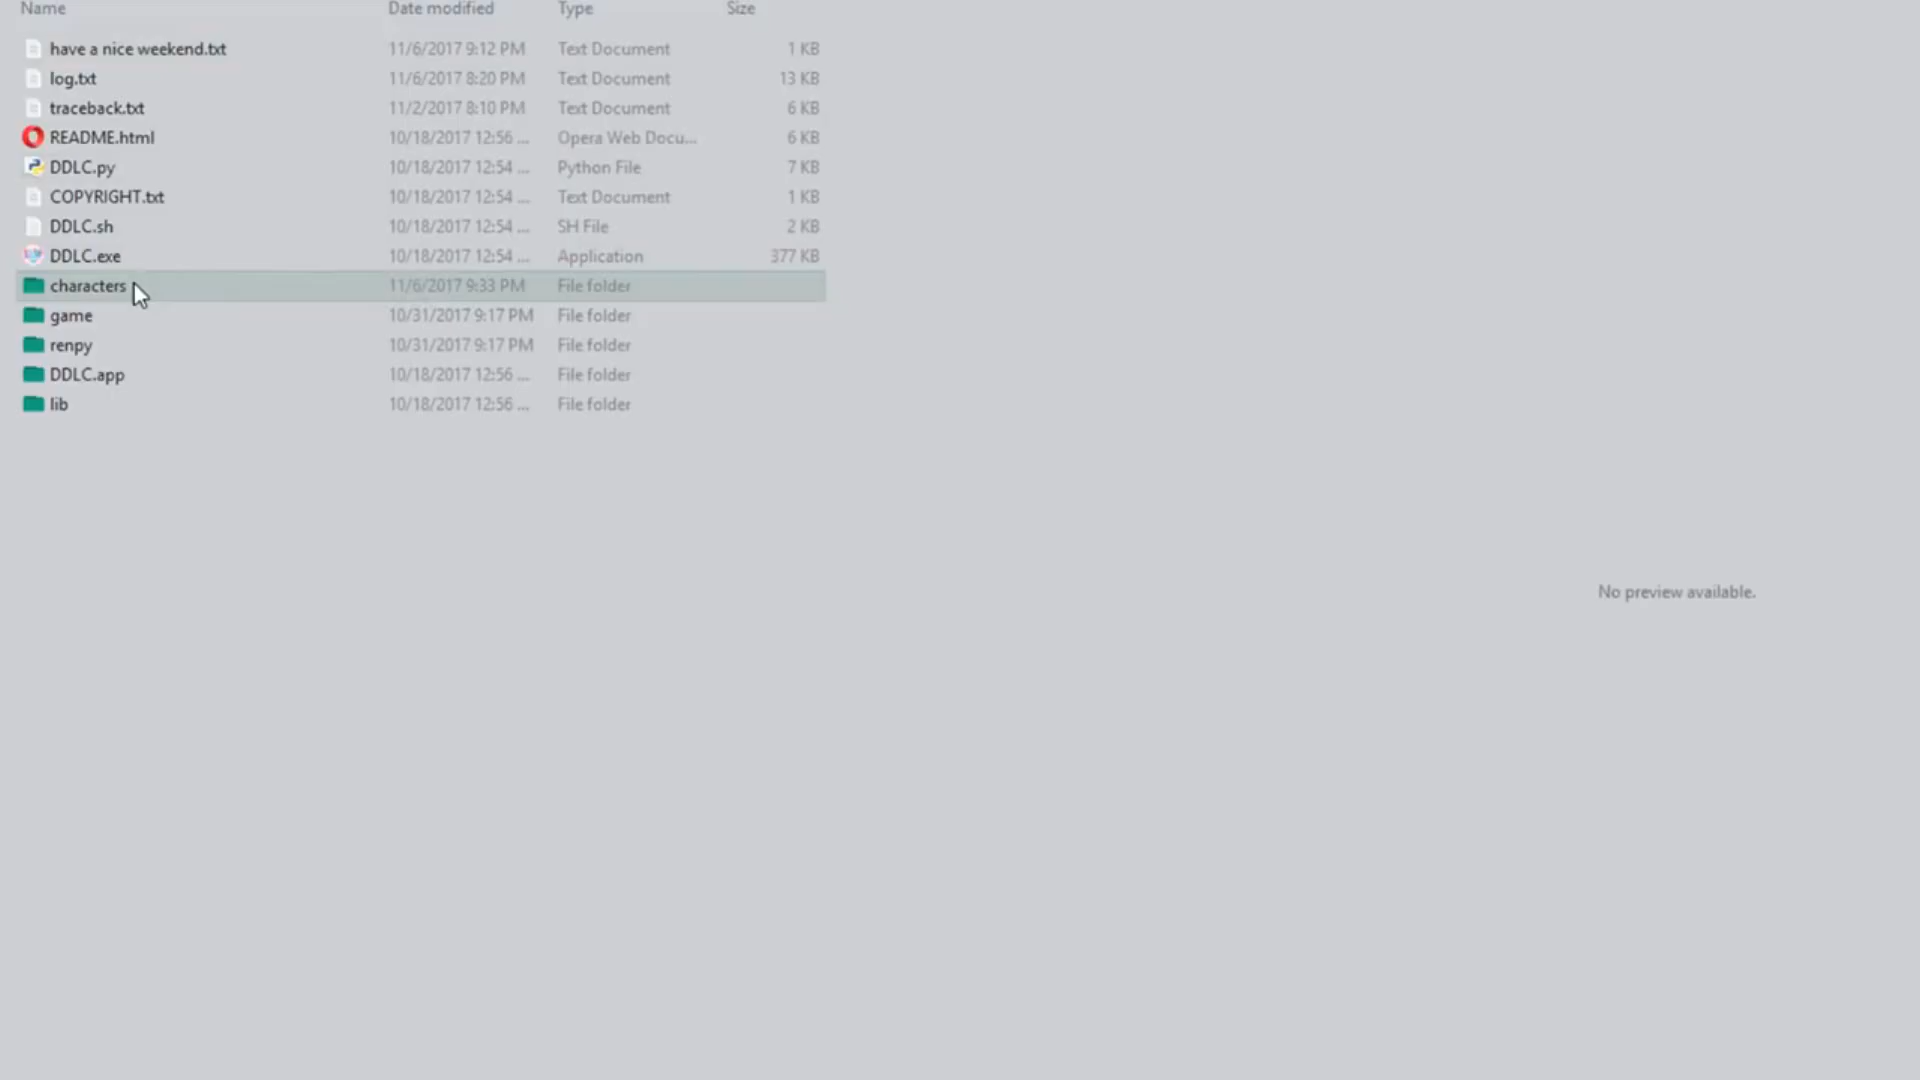 Name Date modified Type Size
have a nice weekend.txt 11/6/2017 9:12 PM Text Document 1 KB
log.txt 11/6/2017 8:20 PM Text Document 13 KB
traceback.txt 11/2/2017 8:10 PM Text Document 6 KB
README.html 10/18/2017 12:56 ... Opera Web Docu... 6 KB
DDLC.py 10/18/2017 12:54 ... Python File 7 KB
COPYRIGHT.txt 10/18/2017 12:54 ... Text Document 1 KB
DDLC.sh 10/18/2017 12:54 ... SH File 2 KB
DDLC.exe 10/18/2017 12:54 ... Application 377 KB
characters 11/6/2017 9:33 PM File folder
game 10/31/2017 9:17 PM File folder
renpy 10/31/2017 9:17 PM File folder
DDLC.app 10/18/2017 12:56 ... File folder
lib 10/18/2017 12:56 ... File folder
No preview available.